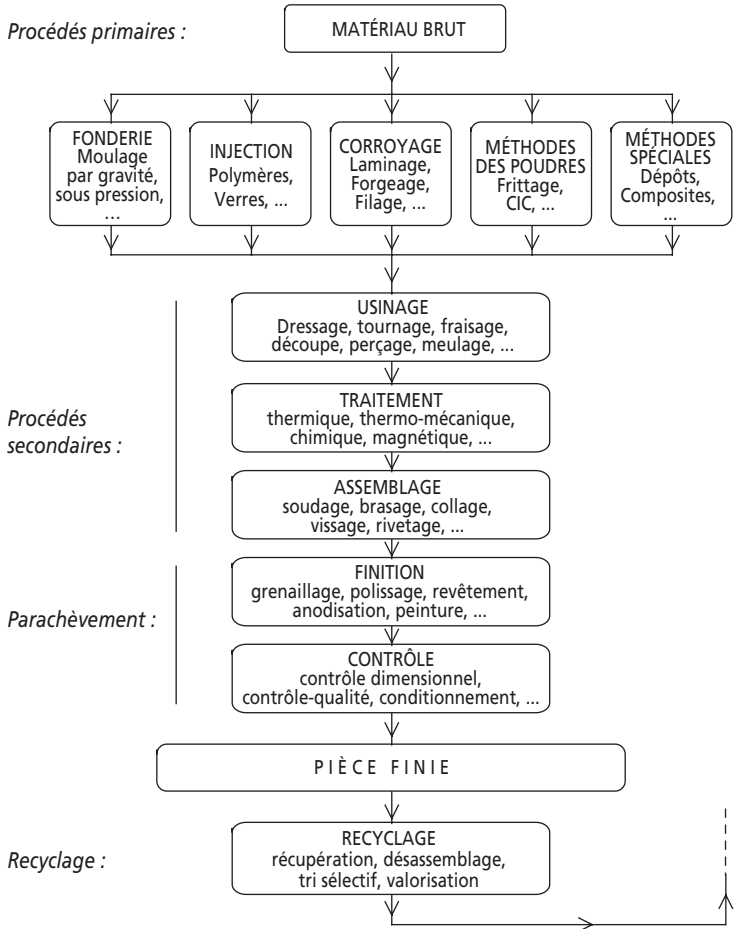 Procédés primaires :
MATÉRIAU BRUT
FONDERIE
Moulage
par gravité,
sous pression,
...
INJECTION
Polymères,
Verres, ...
CORROYAGE
Laminage,
Forgeage,
Filage, ...
MÉTHODES
DES POUDRES
Frittage,
CIC, ...
MÉTHODES
SPÉCIALES
Dépôts,
Composites,
...
Procédés
secondaires :
USINAGE
Dressage, tournage, fraisage,
découpe, perçage, meulage, ...
TRAITEMENT
thermique, thermo-mécanique,
chimique, magnétique, ...
ASSEMBLAGE
soudage, brasage, collage,
vissage, rivetage, ...
Parachèvement :
FINITION
grenaillage, polissage, revêtement,
anodisation, peinture, ...
CONTRÔLE
contrôle dimensionnel,
contrôle-qualité, conditionnement, ...
PIÈCE FINIE
Recyclage :
RECYCLAGE
récupération, désassemblage,
tri sélectif, valorisation